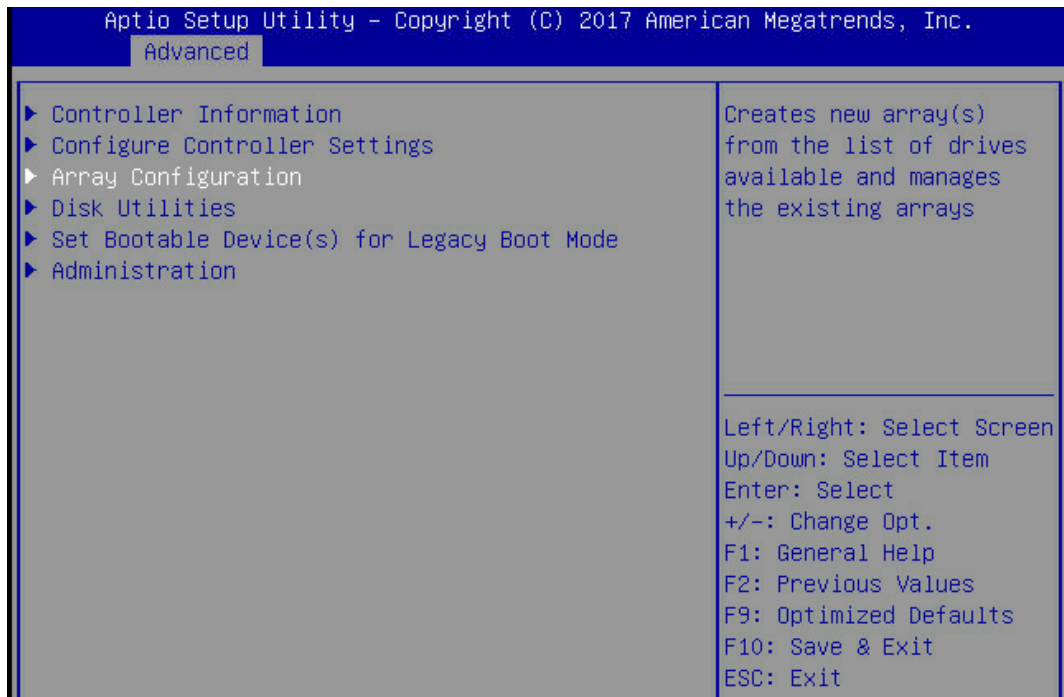 Aptio Setup Utility – Copyright (C) 2017 American Megatrends, Inc.
Advanced
Controller Information
Configure Controller Settings
Array Configuration
Disk Utilities
Set Bootable Device(s) for Legacy Boot Mode
Administration
Creates new array(s)
from the list of drives
available and manages
the existing arrays
Left/Right: Select Screen
Up/Down: Select Item
Enter: Select
+/-: Change Opt.
F1: General Help
F2: Previous Values
F9: Optimized Defaults
F10: Save & Exit
ESC: Exit